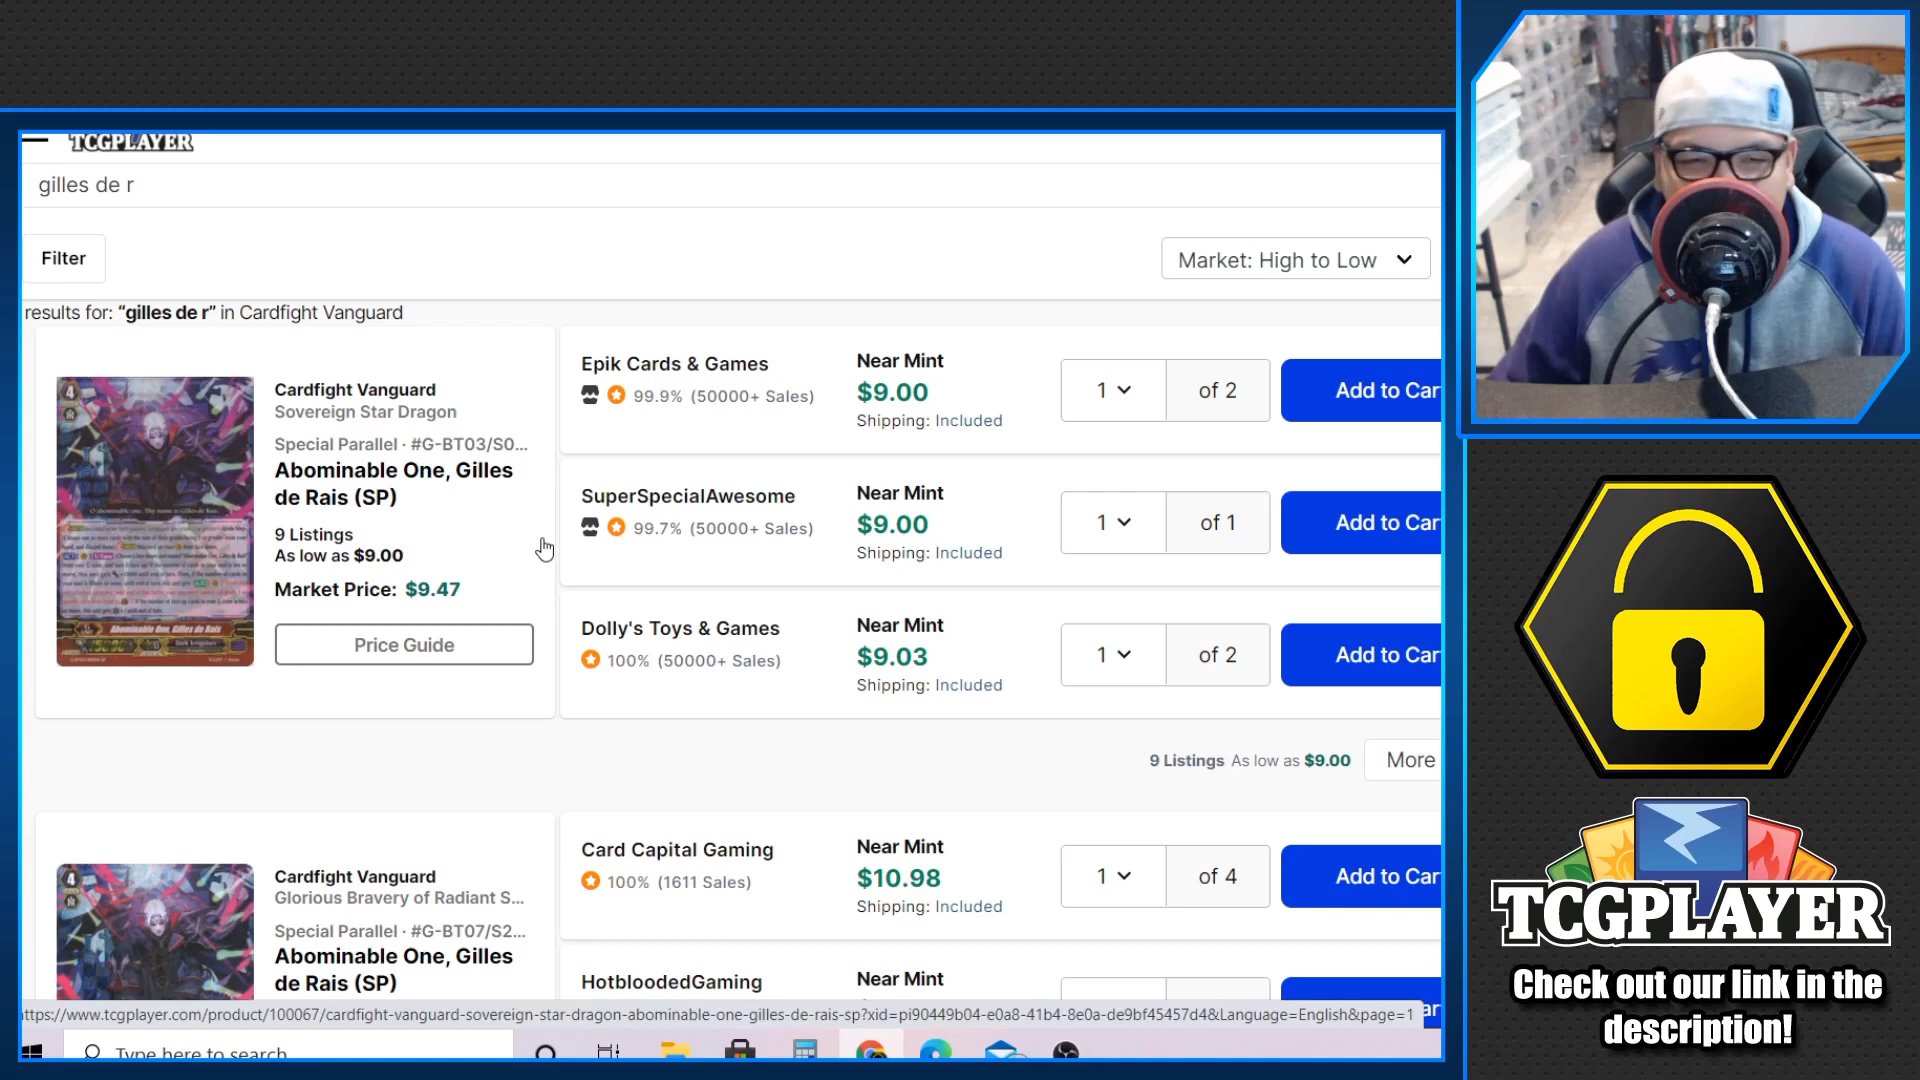 TCGPLAYER
gilles de r
Filter
Market: High to Low
results for: “gilles de r” in Cardfight Vanguard
Cardfight Vanguard
Sovereign Star Dragon
Special Parallel · #G-BT03/S0...
Abominable One, Gilles
de Rais (SP)
9 Listings
As low as $9.00
Market Price: $9.47
Price Guide
4
Abominable One, Gilles de Rais
Epik Cards & Games
99.9% (50000+ Sales)
Near Mint
$9.00
Shipping: Included
1
of 2
Add to Car
SuperSpecialAwesome
99.7% (50000+ Sales)
Near Mint
$9.00
Shipping: Included
1
of 1
Add to Car
Dolly's Toys & Games
100% (50000+ Sales)
Near Mint
$9.03
Shipping: Included
1
of 2
Add to Car
9 Listings As low as $9.00
More
4
Cardfight Vanguard
Glorious Bravery of Radiant S...
Special Parallel · #G-BT07/S2...
Abominable One, Gilles
de Rais (SP)
Card Capital Gaming
100% (1611 Sales)
Near Mint
$10.98
Shipping: Included
1
of 4
Add to Car
HotbloodedGaming
Near Mint
ttps://www.tcgplayer.com/product/100067/cardfight-vanguard-sovereign-star-dragon-abominable-one-gilles-de-rais-sp?xid=pi90449b04-e0a8-41b4-8e0a-de9bf45457d4&Language=English&page=1
Type here to search
TCGPLAYER
Check out our link in the
description!